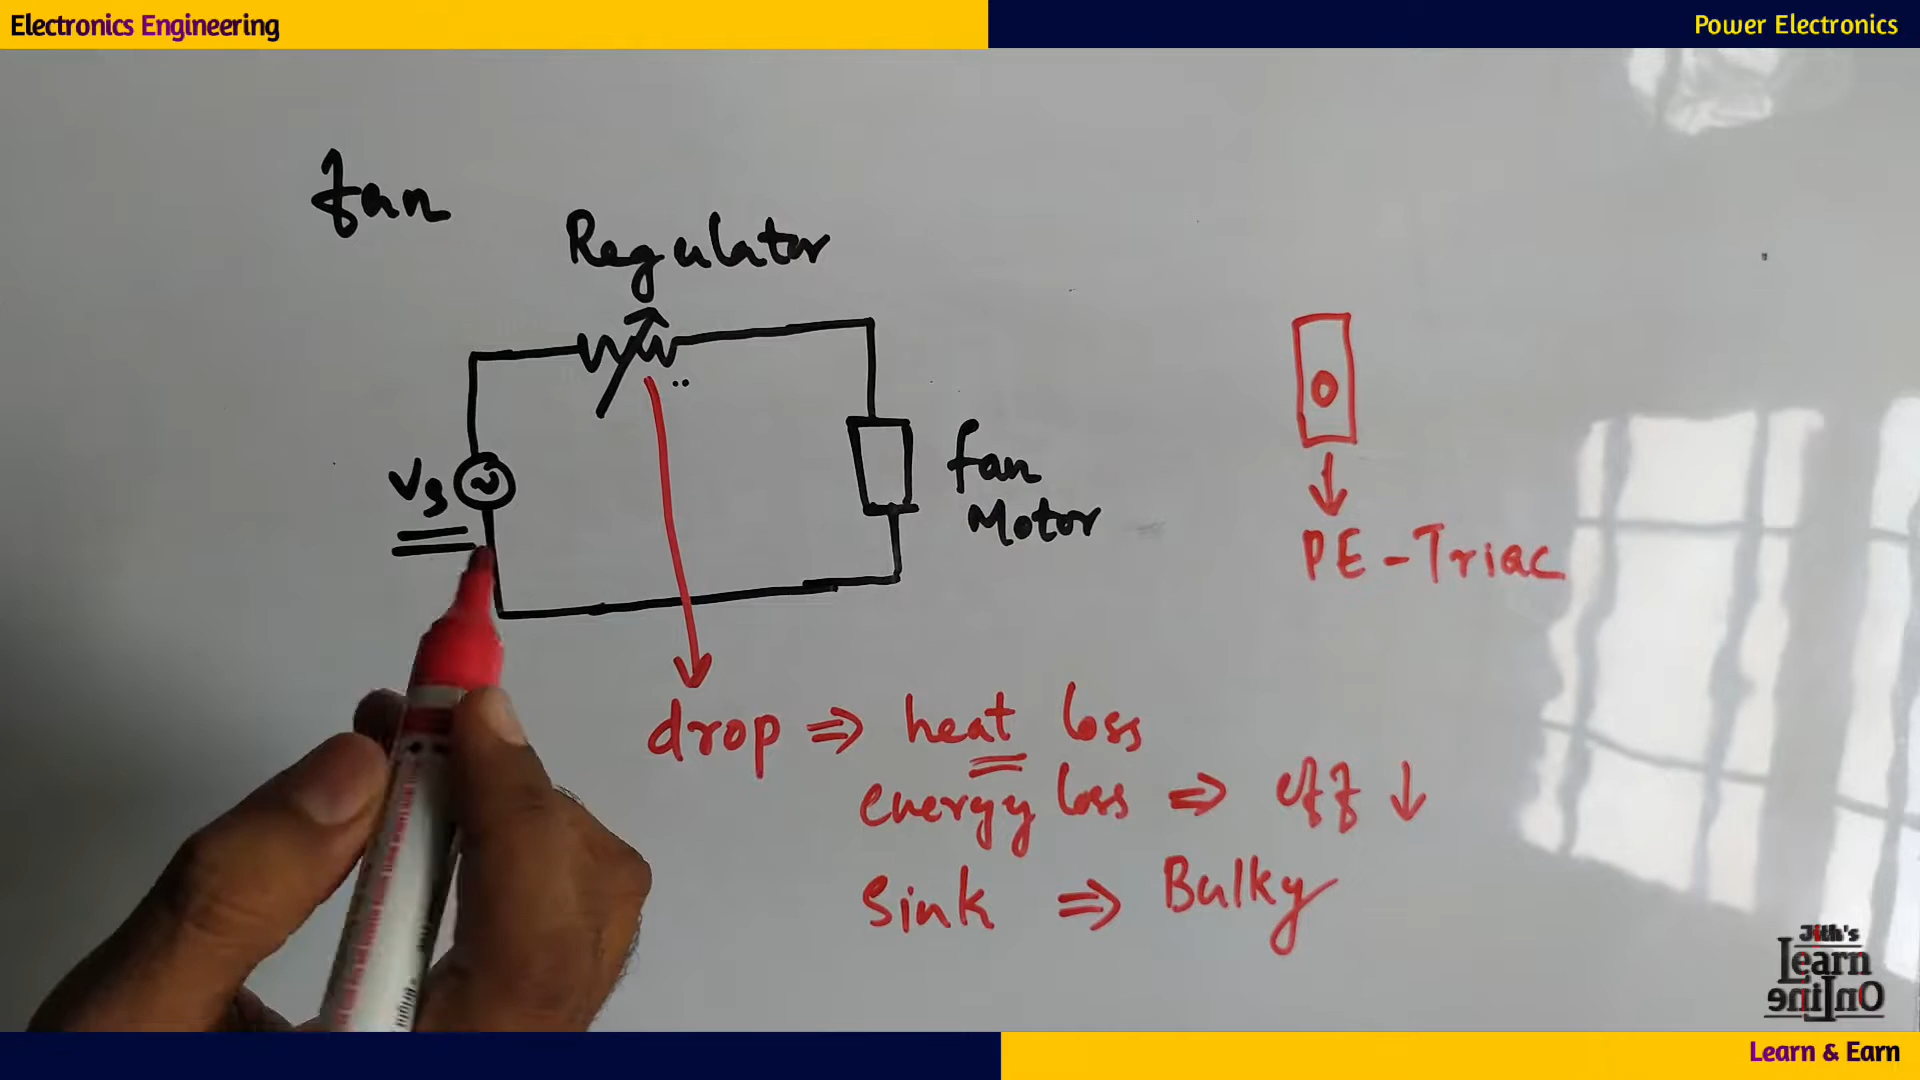 Electronics Engineering
Power Electronics
fan
Regulator
Vs
fan
Motor
PE - Triac
drop ⇒ heat loss
energy loss ⇒ eff ↓
Sink ⇒ Bulky
Jith's
Learn
Online
Learn & Earn